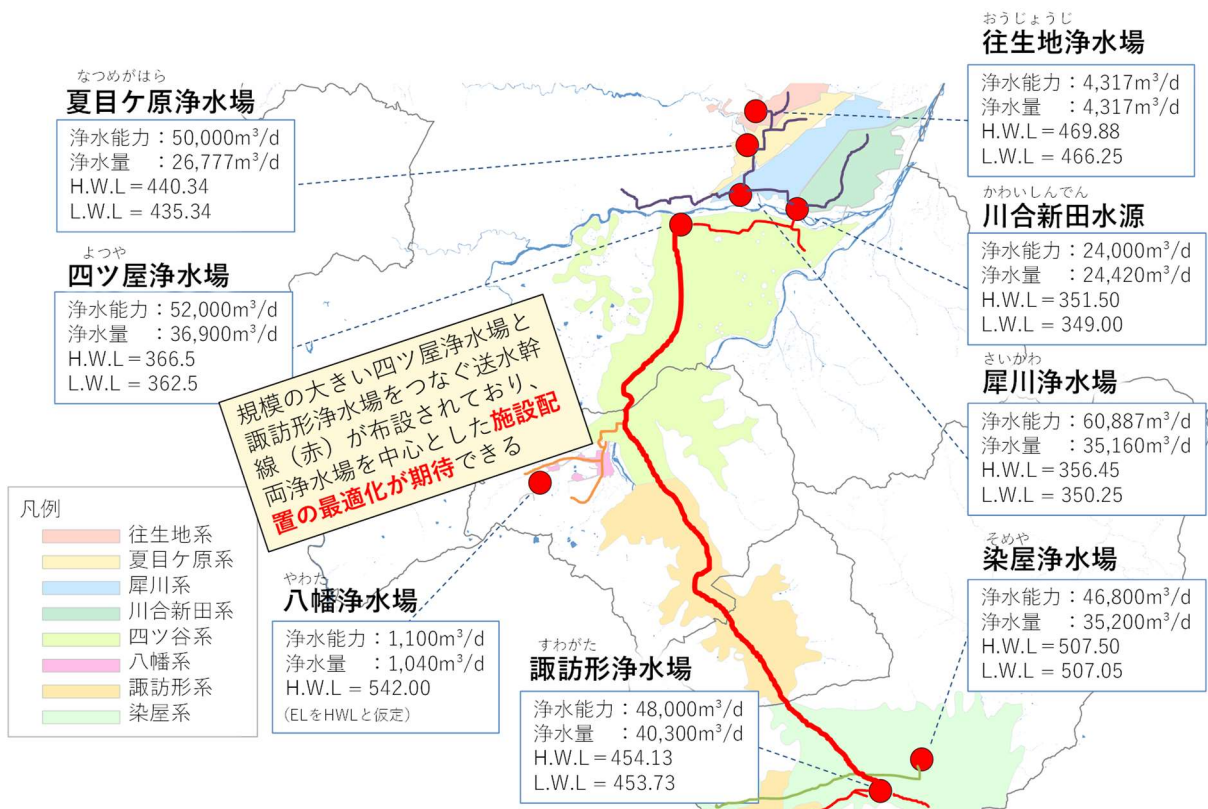 なつめがはら
夏目ケ原浄水場
浄水能力：50,000m³/d
浄水量　：26,777m³/d
H.W.L＝440.34
L.W.L＝435.34
よつや
四ツ屋浄水場
浄水能力：52,000m³/d
浄水量　：36,900m³/d
H.W.L＝366.5
L.W.L＝362.5
おうじょうじ
往生地浄水場
浄水能力：4,317m³/d
浄水量　：4,317m³/d
H.W.L＝469.88
L.W.L＝466.25
かわいしんでん
川合新田水源
浄水能力：24,000m³/d
浄水量　：24,420m³/d
H.W.L＝351.50
L.W.L＝349.00
さいかわ
犀川浄水場
浄水能力：60,887m³/d
浄水量　：35,160m³/d
H.W.L＝356.45
L.W.L＝350.25
規模の大きい四ツ屋浄水場と
諏訪形浄水場をつなぐ送水幹
線（赤）が布設されており、
両浄水場を中心とした施設配
置の最適化が期待できる
凡例
往生地系
夏目ケ原系
犀川系
川合新田系
四ツ谷系
八幡系
諏訪形系
染屋系
やわた
八幡浄水場
浄水能力：1,100m³/d
浄水量　：1,040m³/d
H.W.L＝542.00
（ELをHWLと仮定）
すわがた
諏訪形浄水場
浄水能力：48,000m³/d
浄水量　：40,300m³/d
H.W.L＝454.13
L.W.L＝453.73
そめや
染屋浄水場
浄水能力：46,800m³/d
浄水量　：35,200m³/d
H.W.L＝507.50
L.W.L＝507.05